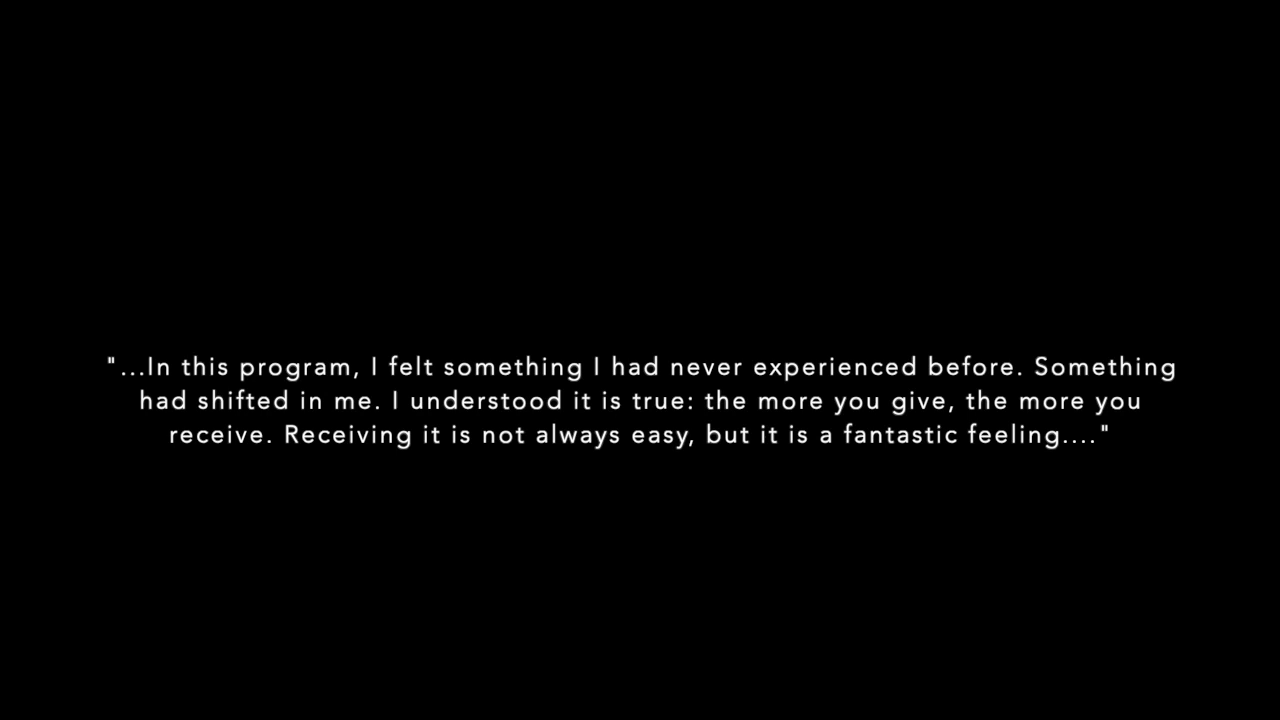 "...In this program, I felt something I had never experienced before. Something
had shifted in me. I understood it is true: the more you give, the more you
receive. Receiving it is not always easy, but it is a fantastic feeling...."